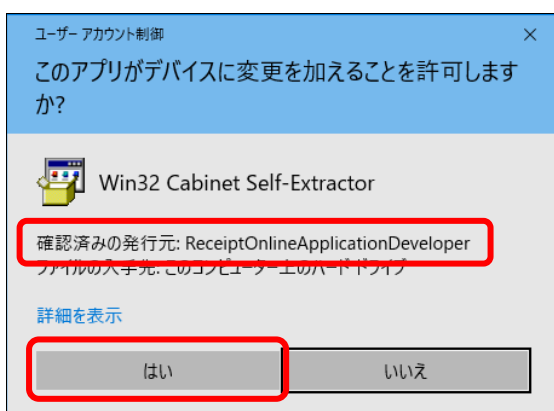 ユーザー アカウント制御
このアプリがデバイスに変更を加えることを許可します
か?
Win32 Cabinet Self-Extractor
確認済みの発行元: ReceiptOnlineApplicationDeveloper
ファイルの入手先: このコンピューター上のハード ドライブ
詳細を表示
はい
いいえ